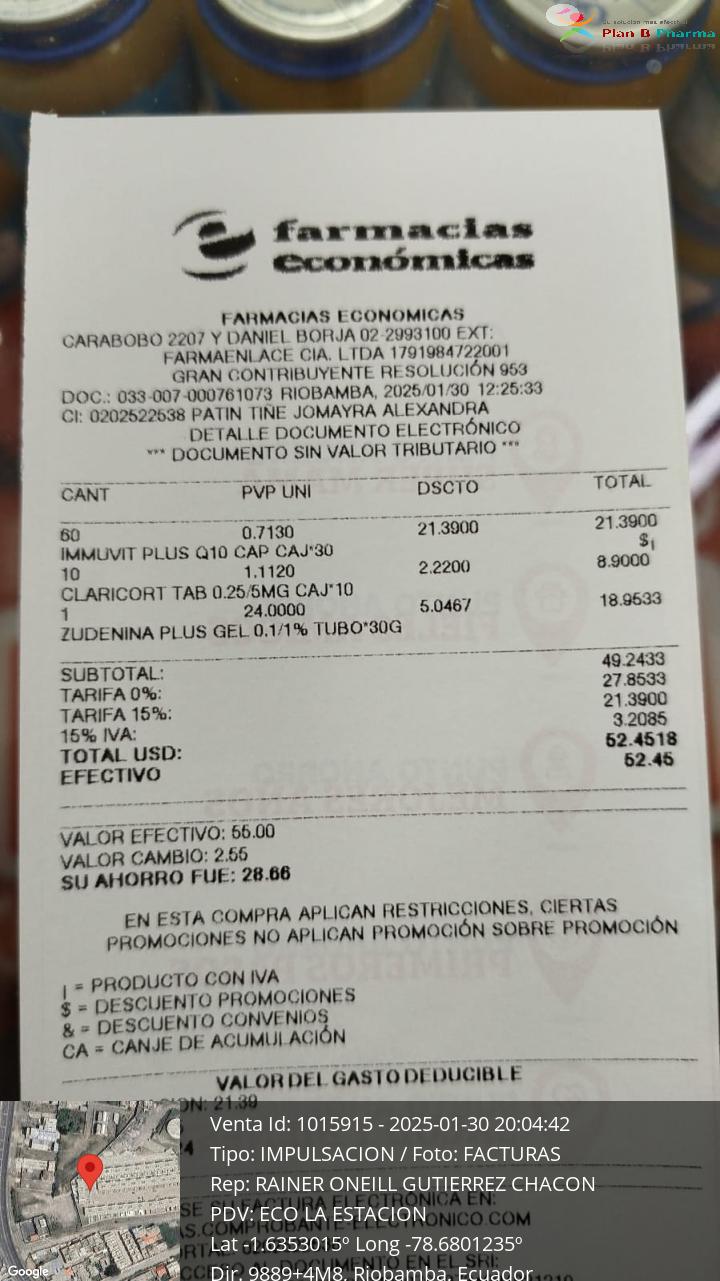 Su solución más efectiva
Plan B Pharma
farmacias
económicas
FARMACIAS ECONOMICAS
CARABOBO 2207 Y DANIEL BORJA 02-2993100 EXT:
FARMAENLACE CIA. LTDA 1791984722001
GRAN CONTRIBUYENTE RESOLUCIÓN 953
DOC.: 033-007-000761073 RIOBAMBA, 2025/01/30 12:25:33
CI: 0202522538 PATIN TIÑE JOMAYRA ALEXANDRA
DETALLE DOCUMENTO ELECTRÓNICO
*** DOCUMENTO SIN VALOR TRIBUTARIO ***
CANT PVP UNI DSCTO TOTAL
60 0.7130 21.3900 21.3900
IMMUVIT PLUS Q10 CAP CAJ*30 $|
10 1.1120 2.2200 8.9000
CLARICORT TAB 0.25/5MG CAJ*10
1 24.0000 5.0467 18.9533
ZUDENINA PLUS GEL 0.1/1% TUBO*30G
SUBTOTAL: 49.2433
TARIFA 0%: 27.8533
TARIFA 15%: 21.3900
15% IVA: 3.2085
TOTAL USD: 52.4518
EFECTIVO 52.45
VALOR EFECTIVO: 55.00
VALOR CAMBIO: 2.55
SU AHORRO FUE: 28.66
EN ESTA COMPRA APLICAN RESTRICCIONES, CIERTAS
PROMOCIONES NO APLICAN PROMOCIÓN SOBRE PROMOCIÓN
| = PRODUCTO CON IVA
$ = DESCUENTO PROMOCIONES
& = DESCUENTO CONVENIOS
CA = CANJE DE ACUMULACIÓN
VALOR DEL GASTO DEDUCIBLE
21.39
Venta Id: 1015915 - 2025-01-30 20:04:42
Tipo: IMPULSACION / Foto: FACTURAS
Rep: RAINER ONEILL GUTIERREZ CHACON
PDV: ECO LA ESTACION
Lat -1.6353015º Long -78.6801235º
Dir. 9889+4M8, Riobamba, Ecuador
Google